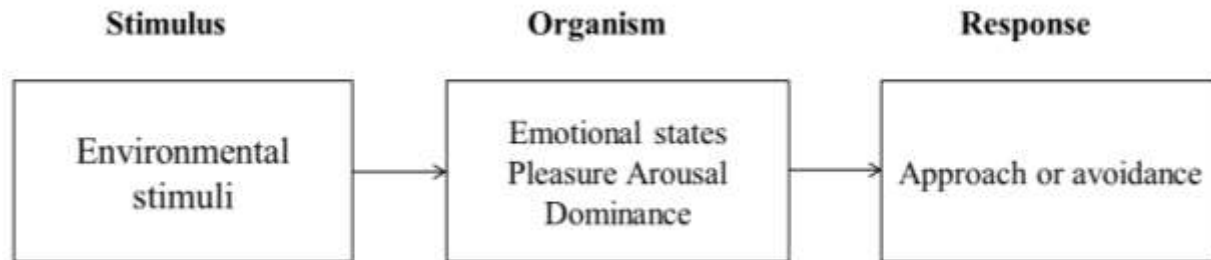 Stimulus
Organism
Response
Environmental
stimuli
Emotional states
Pleasure Arousal
Dominance
Approach or avoidance